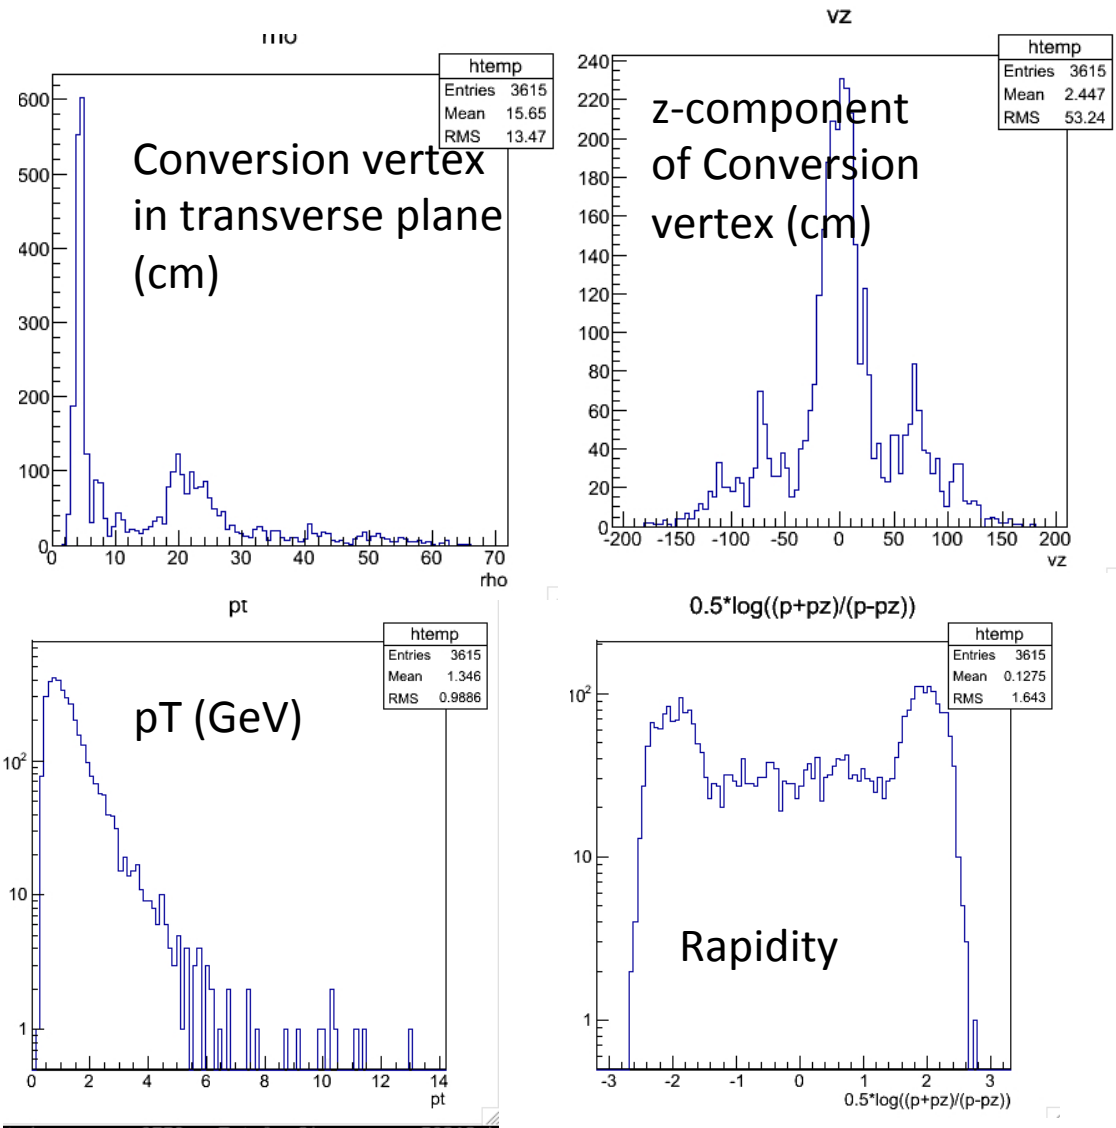 rho
htemp
Entries 3615
Mean 15.65
RMS 13.47
Conversion vertex
in transverse plane
(cm)
600
500
400
300
200
100
0
0 10 20 30 40 50 60 70
rho
vz
htemp
Entries 3615
Mean 2.447
RMS 53.24
z-component
of Conversion
vertex (cm)
240
220
200
180
160
140
120
100
80
60
40
20
0
-200 -150 -100 -50 0 50 100 150 200
vz
pt
htemp
Entries 3615
Mean 1.346
RMS 0.9886
pT (GeV)
10²
10
1
0 2 4 6 8 10 12 14
pt
0.5*log((p+pz)/(p-pz))
htemp
Entries 3615
Mean 0.1275
RMS 1.643
10²
10
1
Rapidity
-3 -2 -1 0 1 2 3
0.5*log((p+pz)/(p-pz))